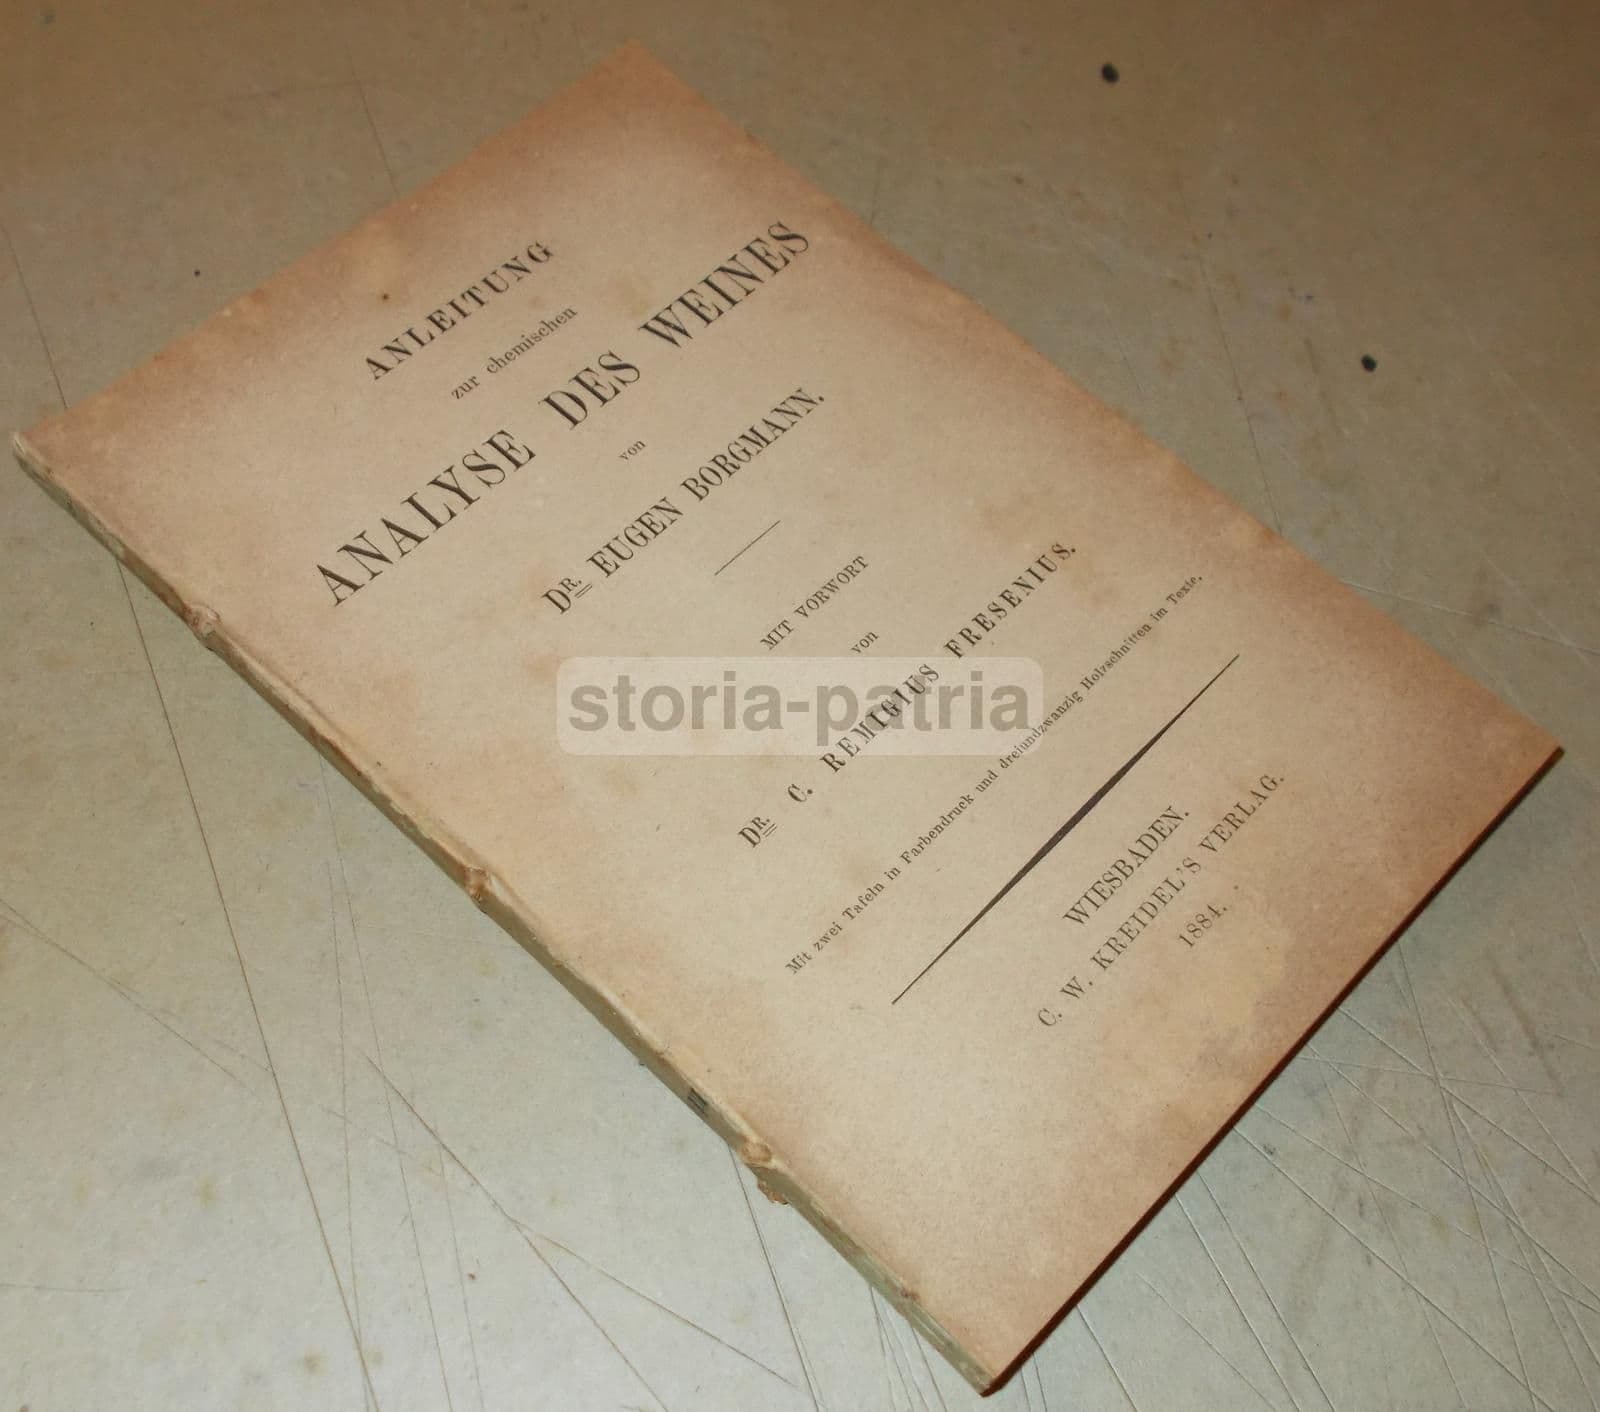 ANLEITUNG
zur chemischen
ANALYSE DES WEINES
von
DR. EUGEN BORGMANN.
MIT VORWORT
von
DR. C. REMIGIUS FRESENIUS.
Mit zwei Tafeln in Farbendruck und dreiundzwanzig Holzschnitten im Texte.
WIESBADEN.
C. W. KREIDEL'S VERLAG.
1884.
storia-patria